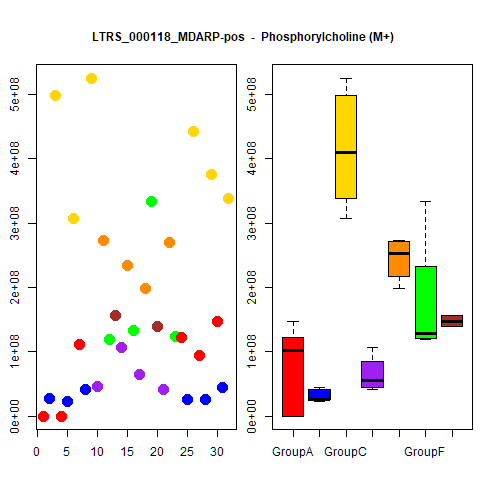 LTRS_000118_MDARP-pos - Phosphorylcholine (M+)
5e+08
4e+08
3e+08
2e+08
1e+08
0e+00
0 5 10 15 20 25 30
5e+08
4e+08
3e+08
2e+08
1e+08
0e+00
GroupA GroupC GroupF